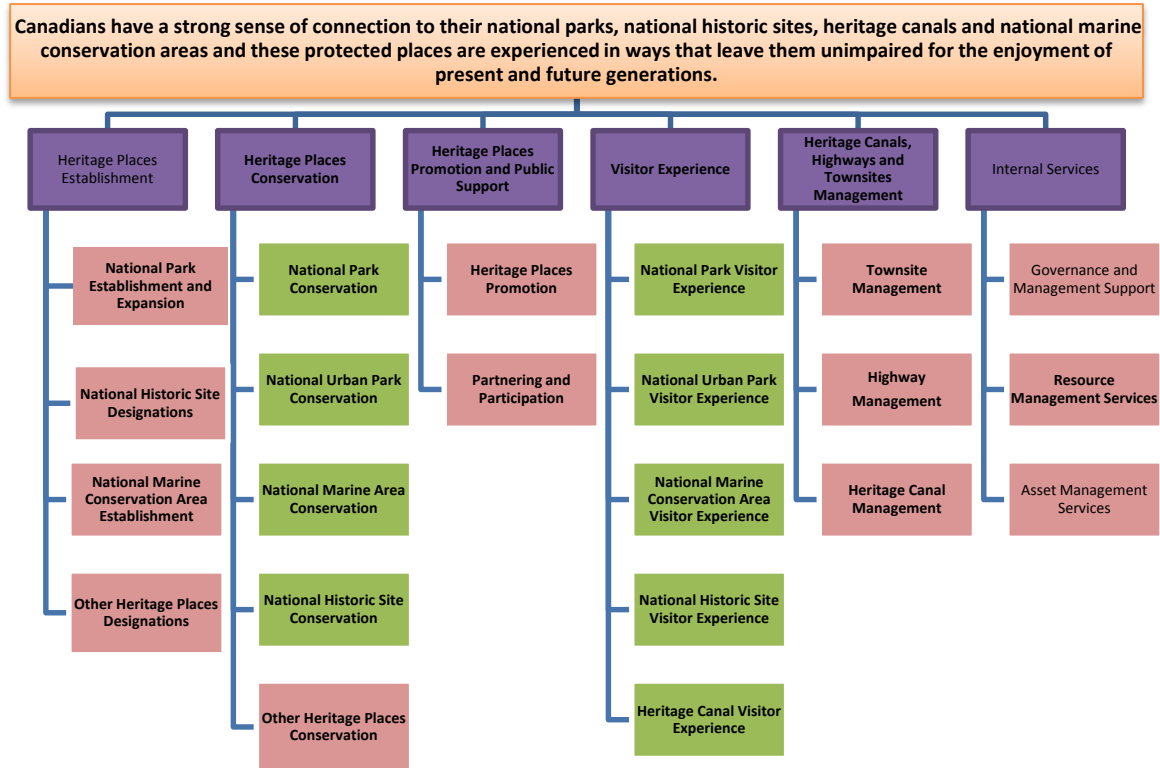 Canadians have a strong sense of connection to their national parks, national historic sites, heritage canals and national marine
conservation areas and these protected places are experienced in ways that leave them unimpaired for the enjoyment of
present and future generations.
Heritage Places
Establishment
National Park
Establishment and
Expansion
National Historic Site
Designations
National Marine
Conservation Area
Establishment
Other Heritage Places
Designations
Heritage Places
Conservation
National Park
Conservation
National Urban Park
Conservation
National Marine Area
Conservation
National Historic Site
Conservation
Other Heritage Places
Conservation
Heritage Places
Promotion and Public
Support
Heritage Places
Promotion
Partnering and
Participation
Visitor Experience
National Park Visitor
Experience
National Urban Park
Visitor Experience
National Marine
Conservation Area
Visitor Experience
National Historic Site
Visitor Experience
Heritage Canal Visitor
Experience
Heritage Canals,
Highways and
Townsites
Management
Townsite
Management
Highway
Management
Heritage Canal
Management
Internal Services
Governance and
Management Support
Resource
Management Services
Asset Management
Services